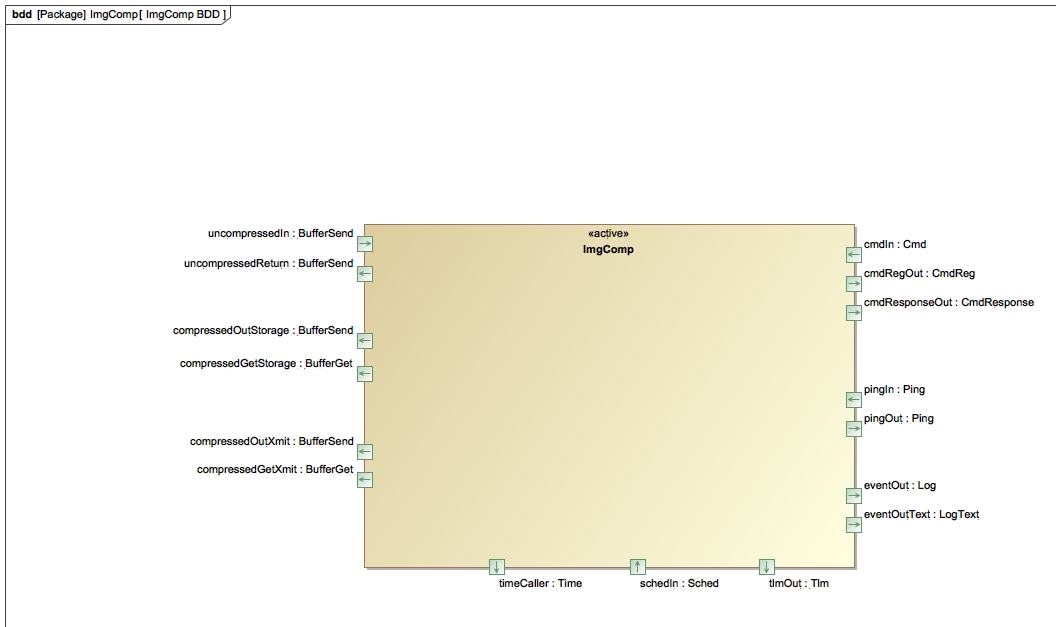 bdd [Package] ImgComp[ ImgComp BDD ]
«active»
ImgComp
uncompressedIn : BufferSend
uncompressedReturn : BufferSend
compressedOutStorage : BufferSend
compressedGetStorage : BufferGet
compressedOutXmit : BufferSend
compressedGetXmit : BufferGet
cmdIn : Cmd
cmdRegOut : CmdReg
cmdResponseOut : CmdResponse
pingIn : Ping
pingOut : Ping
eventOut : Log
eventOutText : LogText
timeCaller : Time
schedIn : Sched
tlmOut : Tlm